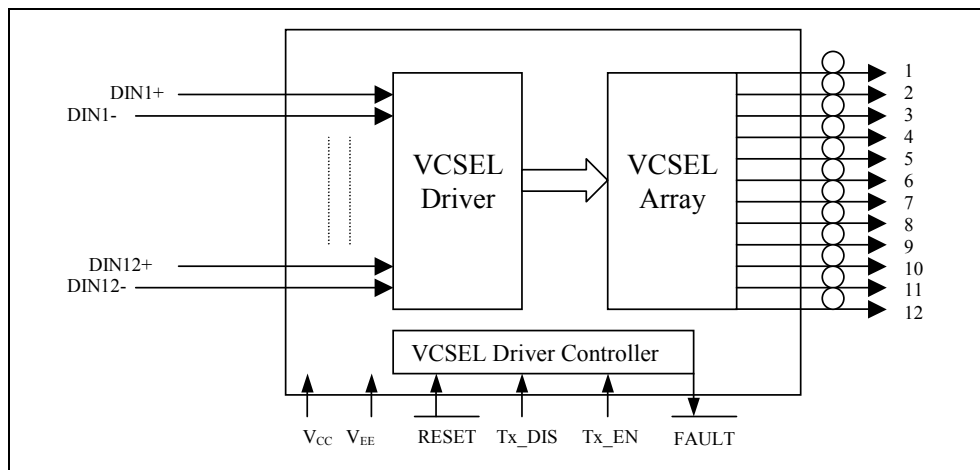 DIN1+
DIN1-
DIN12+
DIN12-
VCSEL
Driver
VCSEL
Array
1
2
3
4
5
6
7
8
9
10
11
12
VCSEL Driver Controller
VCC
VEE
RESET
Tx_DIS
Tx_EN
FAULT